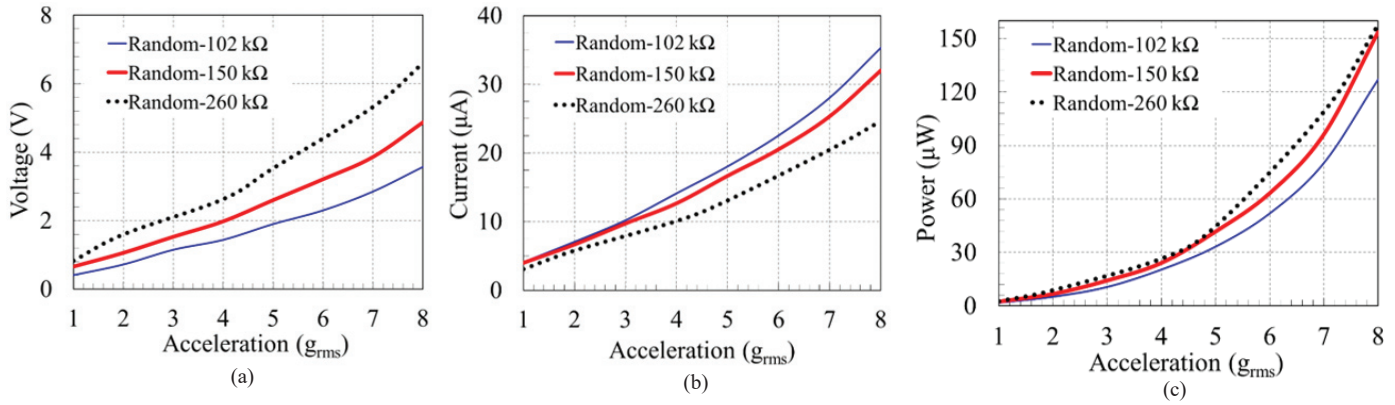 8
6
4
2
0
Voltage (V)
Random-102 kΩ
Random-150 kΩ
Random-260 kΩ
1 2 3 4 5 6 7 8
Acceleration (grms)
(a)
40
30
20
10
0
Current (µA)
Random-102 kΩ
Random-150 kΩ
Random-260 kΩ
1 2 3 4 5 6 7 8
Acceleration (grms)
(b)
150
120
90
60
30
0
Power (µW)
Random-102 kΩ
Random-150 kΩ
Random-260 kΩ
1 2 3 4 5 6 7 8
Acceleration (grms)
(c)